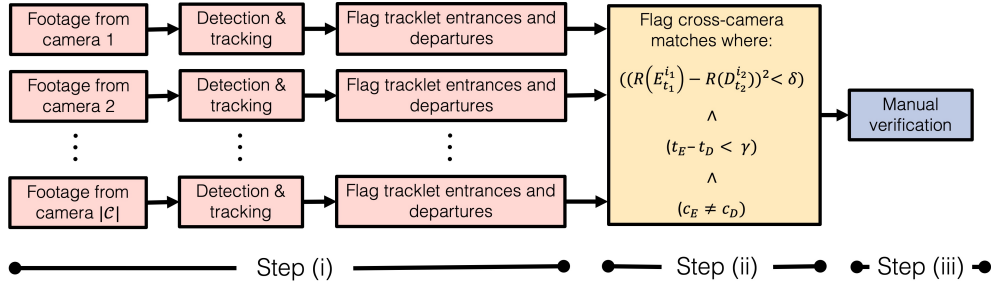 Footage from
camera 1
Detection &
tracking
Flag tracklet entrances and
departures
Footage from
camera 2
Detection &
tracking
Flag tracklet entrances and
departures
Footage from
camera |𝒞|
Detection &
tracking
Flag tracklet entrances and
departures
Flag cross-camera
matches where:
((R(E_{t_1}^{i_1}) − R(D_{t_2}^{i_2}))² < δ)
∧
(t_E − t_D < γ)
∧
(c_E ≠ c_D)
Manual
verification
Step (i)
Step (ii)
Step (iii)